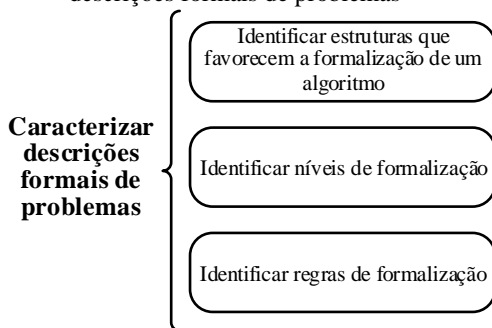 descrições formais de problemas
Identificar estruturas que
favorecem a formalização de um
algoritmo
Caracterizar
descrições
formais de
problemas
Identificar níveis de formalização
Identificar regras de formalização